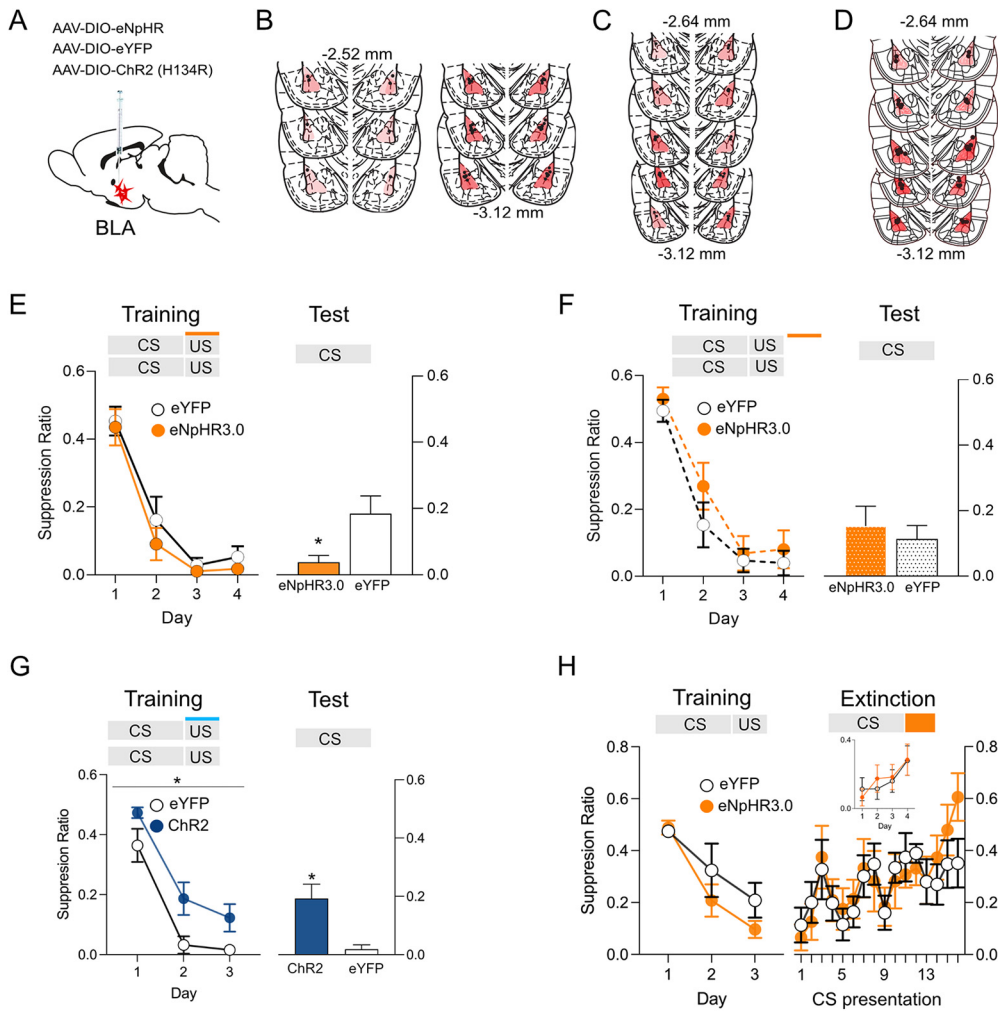 A
AAV-DIO-eNpHR
AAV-DIO-eYFP
AAV-DIO-ChR2 (H134R)
BLA
B
-2.52 mm
-3.12 mm
C
-2.64 mm
-3.12 mm
D
-2.64 mm
-3.12 mm
E
Training
CS US
CS US
Test
CS
Suppression Ratio
0.6
0.4
0.2
0.0
eYFP
eNpHR3.0
1 2 3 4
Day
*
eNpHR3.0 eYFP
0.6
0.4
0.2
0.0
F
Training
CS US
CS US
Test
CS
Suppression Ratio
0.6
0.4
0.2
0.0
eYFP
eNpHR3.0
1 2 3 4
Day
eNpHR3.0 eYFP
0.6
0.4
0.2
0.0
G
Training
CS US
CS US
Test
CS
Suppression Ratio
0.6
0.4
0.2
0.0
*
eYFP
ChR2
1 2 3
Day
*
ChR2 eYFP
0.6
0.4
0.2
0.0
H
Training
CS US
Extinction
CS
Suppresion Ratio
0.8
0.6
0.4
0.2
0.0
eYFP
eNpHR3.0
1 2 3
Day
0.4
0.0
1 2 3 4
Day
0.8
0.6
0.4
0.2
0.0
1 5 9 13
CS presentation